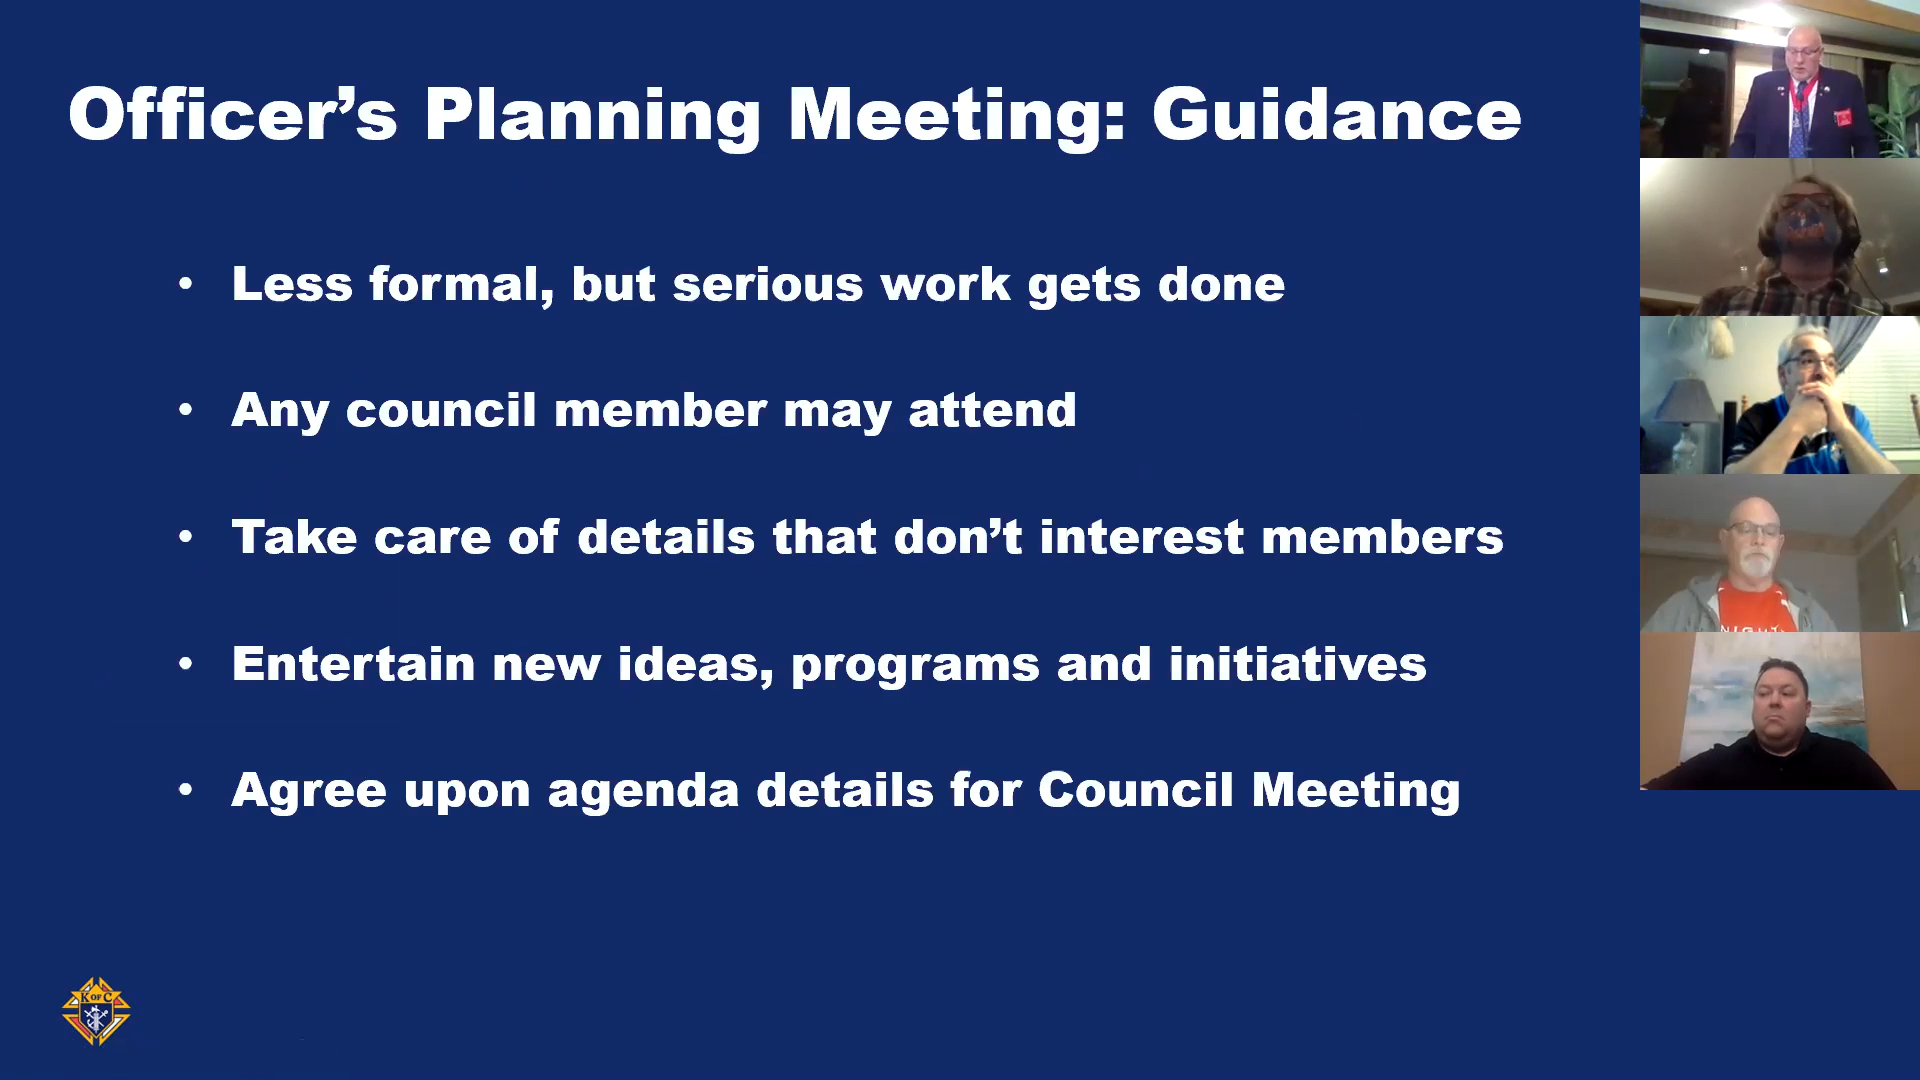 Officer’s Planning Meeting: Guidance
• Less formal, but serious work gets done
• Any council member may attend
• Take care of details that don’t interest members
• Entertain new ideas, programs and initiatives
• Agree upon agenda details for Council Meeting
K OF C